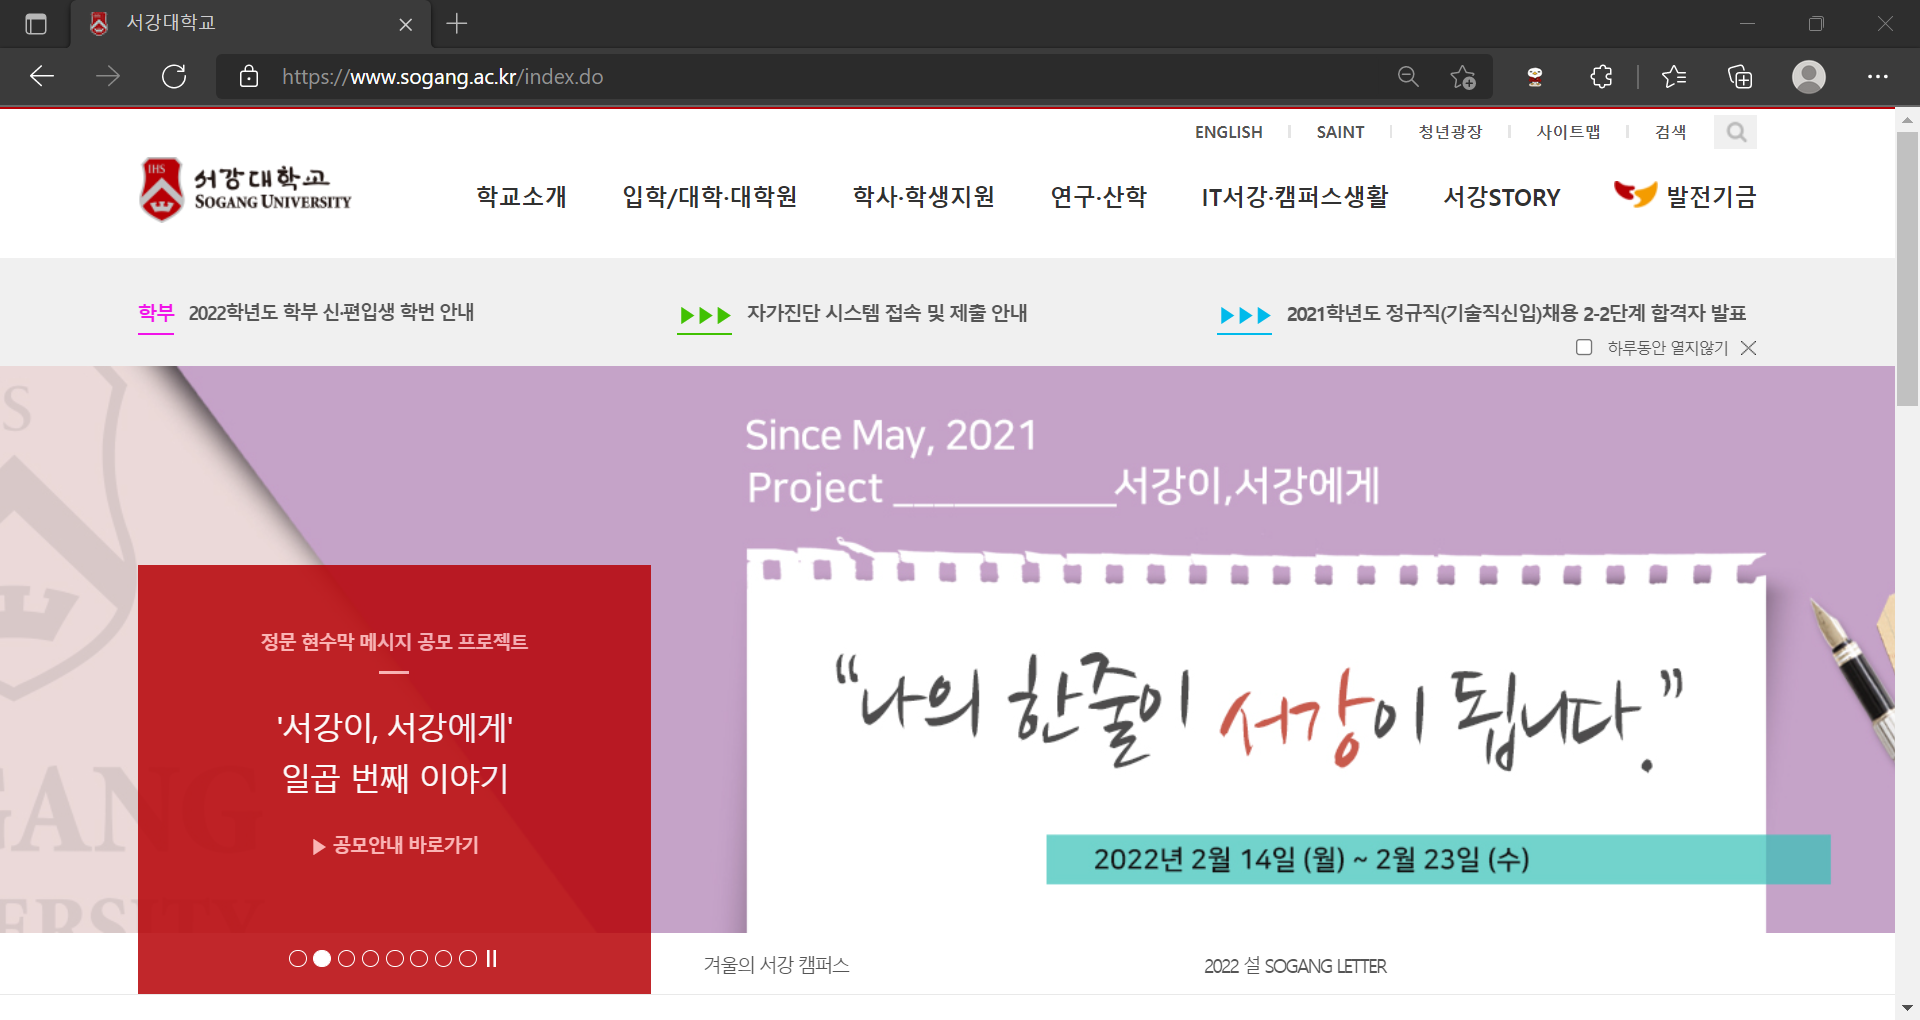 서강대학교
https://www.sogang.ac.kr/index.do
ENGLISH
SAINT
청년광장
사이트맵
검색
IHS
서강대학교
SOGANG UNIVERSITY
학교소개
입학/대학·대학원
학사·학생지원
연구·산학
IT서강·캠퍼스생활
서강STORY
발전기금
학부 2022학년도 학부 신·편입생 학번 안내
▶▶▶ 자가진단 시스템 접속 및 제출 안내
▶▶▶ 2021학년도 정규직(기술직신입)채용 2-2단계 합격자 발표
하루동안 열지않기
Since May, 2021
Project ___________서강이,서강에게
"나의 한줄이 서강이 됩니다."
2022년 2월 14일 (월) ~ 2월 23일 (수)
정문 현수막 메시지 공모 프로젝트
'서강이, 서강에게'
일곱 번째 이야기
▶ 공모안내 바로가기
겨울의 서강 캠퍼스
2022 설 SOGANG LETTER